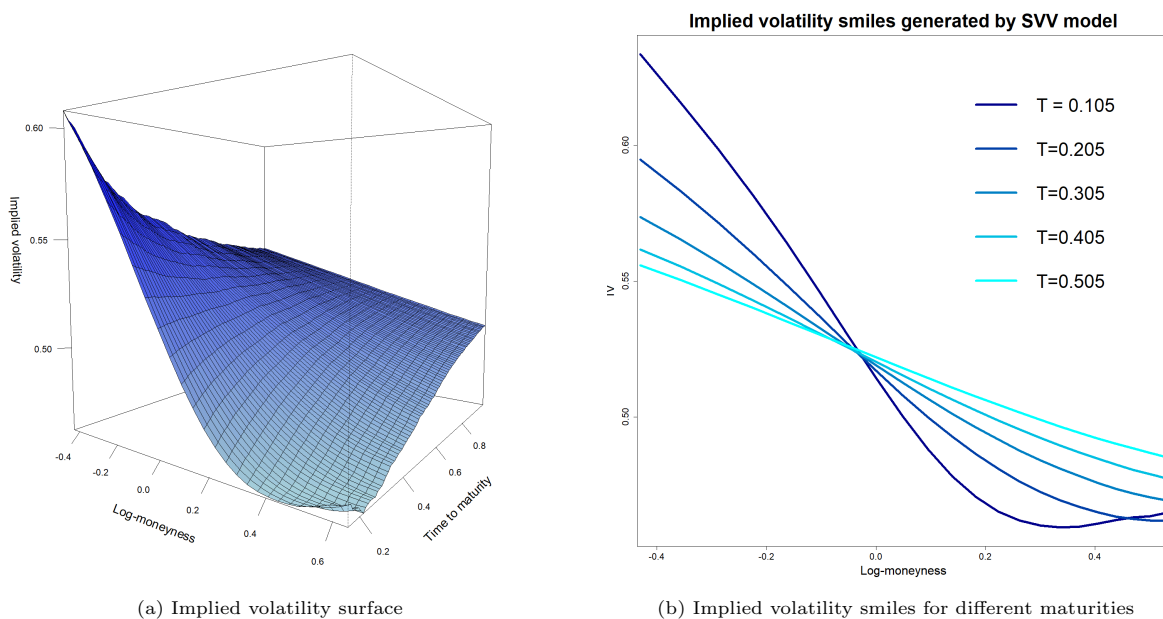 Implied volatility smiles generated by SVV model
0.60
0.55
0.50
Implied volatility
-0.4
-0.2
0.0
0.2
0.4
0.6
Log-moneyness
0.2
0.4
0.6
0.8
Time to maturity
T = 0.105
T=0.205
T=0.305
T=0.405
T=0.505
0.60
0.55
0.50
IV
-0.4
-0.2
0.0
0.2
0.4
Log-moneyness
(a) Implied volatility surface
(b) Implied volatility smiles for different maturities